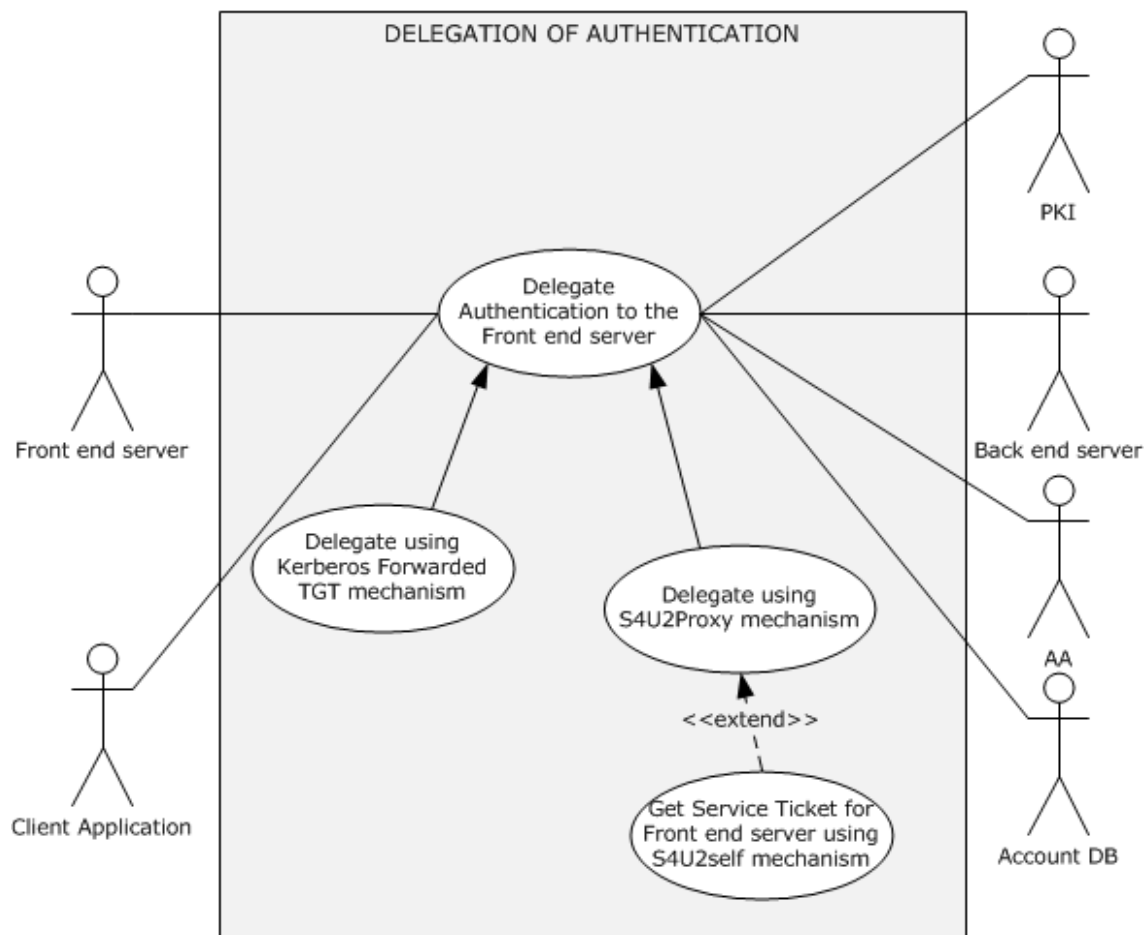 DELEGATION OF AUTHENTICATION
PKI
Delegate
Authentication to the
Front end server
Front end server
Back end server
Delegate using
Kerberos Forwarded
TGT mechanism
Delegate using
S4U2Proxy mechanism
AA
<<extend>>
Client Application
Get Service Ticket for
Front end server using
S4U2self mechanism
Account DB